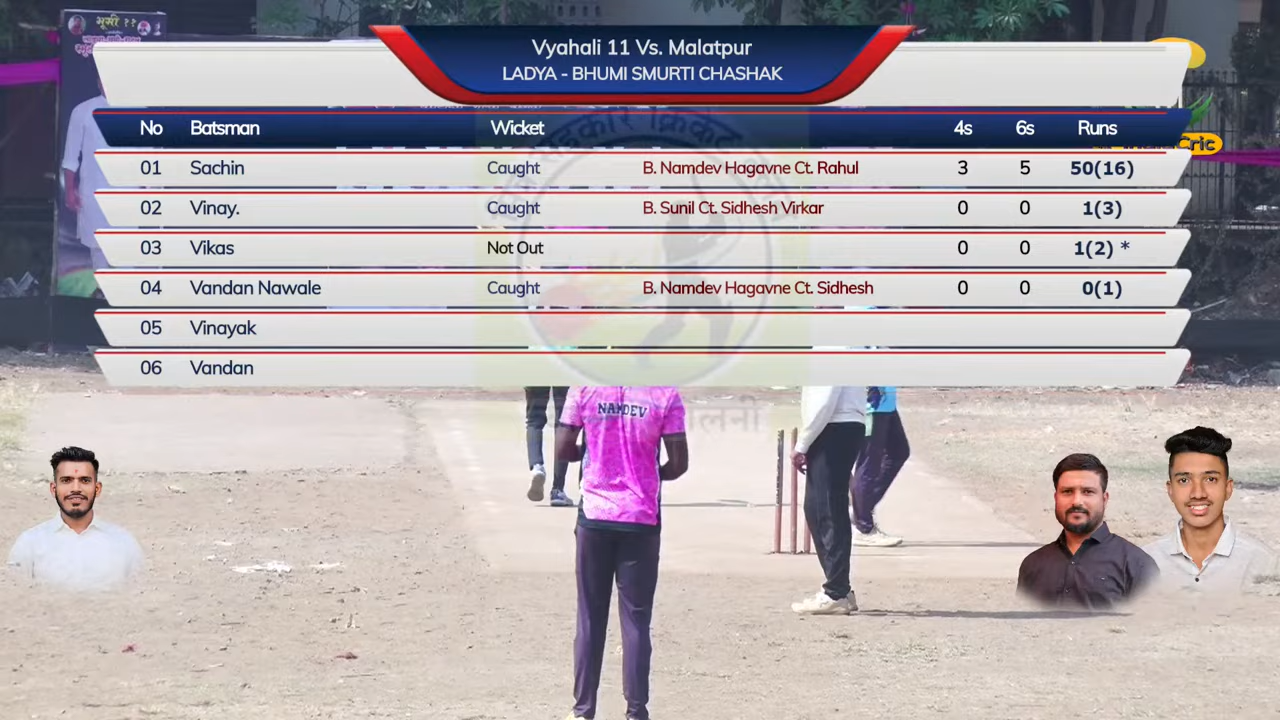 भूमी ११
Vyahali 11 Vs. Malatpur
LADYA - BHUMI SMURTI CHASHAK
No Batsman Wicket 4s 6s Runs
Cric
01 Sachin Caught B. Namdev Hagavne Ct. Rahul 3 5 50(16)
02 Vinay. Caught B. Sunil Ct. Sidhesh Virkar 0 0 1(3)
03 Vikas Not Out 0 0 1(2) *
04 Vandan Nawale Caught B. Namdev Hagavne Ct. Sidhesh 0 0 0(1)
05 Vinayak
06 Vandan
NAMDEV